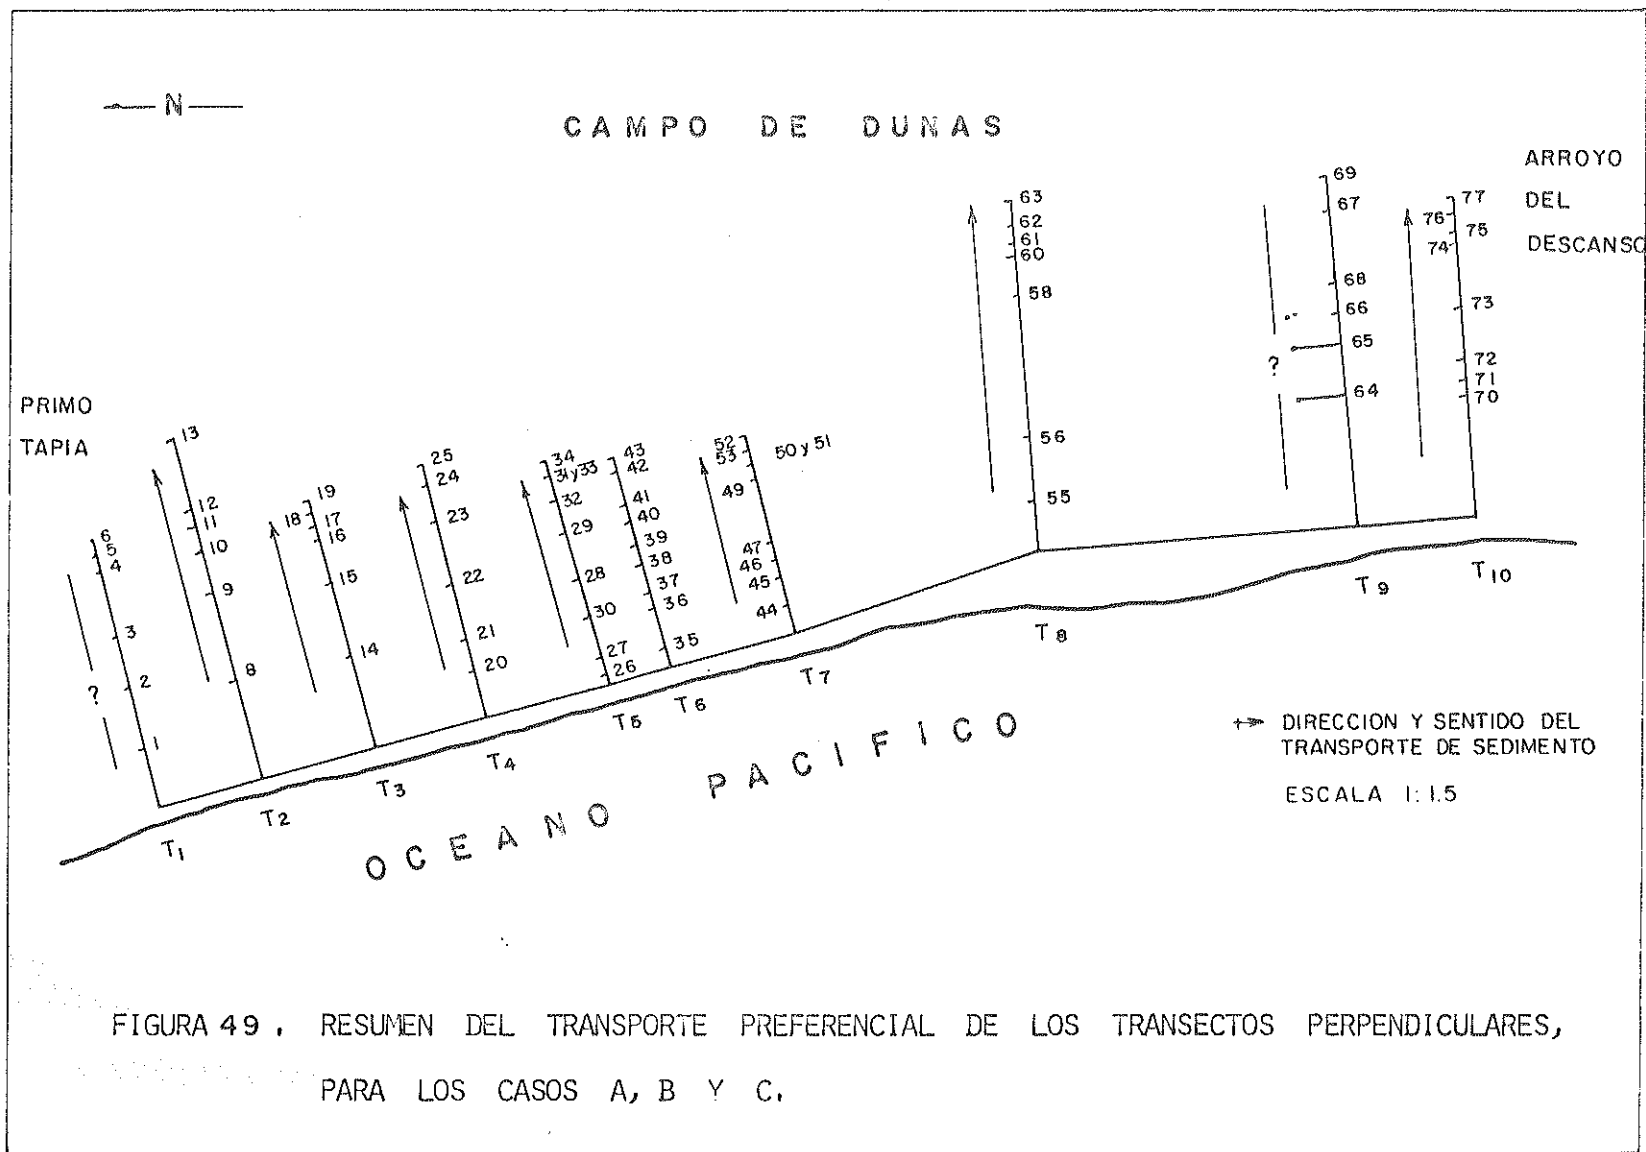 N
CAMPO DE DUNAS
ARROYO
DEL
DESCANSO
PRIMO
TAPIA
6
5
4
3
2
1
?
13
12
11
10
9
8
19
18
17
16
15
14
25
24
23
22
21
20
34
31 y 33
32
29
28
30
27
26
43
42
41
40
39
38
37
36
35
52
53
50 y 51
49
47
46
45
44
63
62
61
60
58
56
55
69
67
68
66
65
64
?
77
76
75
74
73
72
71
70
T1
T2
T3
T4
T5
T6
T7
T8
T9
T10
OCEANO PACIFICO
DIRECCION Y SENTIDO DEL
TRANSPORTE DE SEDIMENTO
ESCALA 1: 1.5
FIGURA 49. RESUMEN DEL TRANSPORTE PREFERENCIAL DE LOS TRANSECTOS PERPENDICULARES,
PARA LOS CASOS A, B Y C.